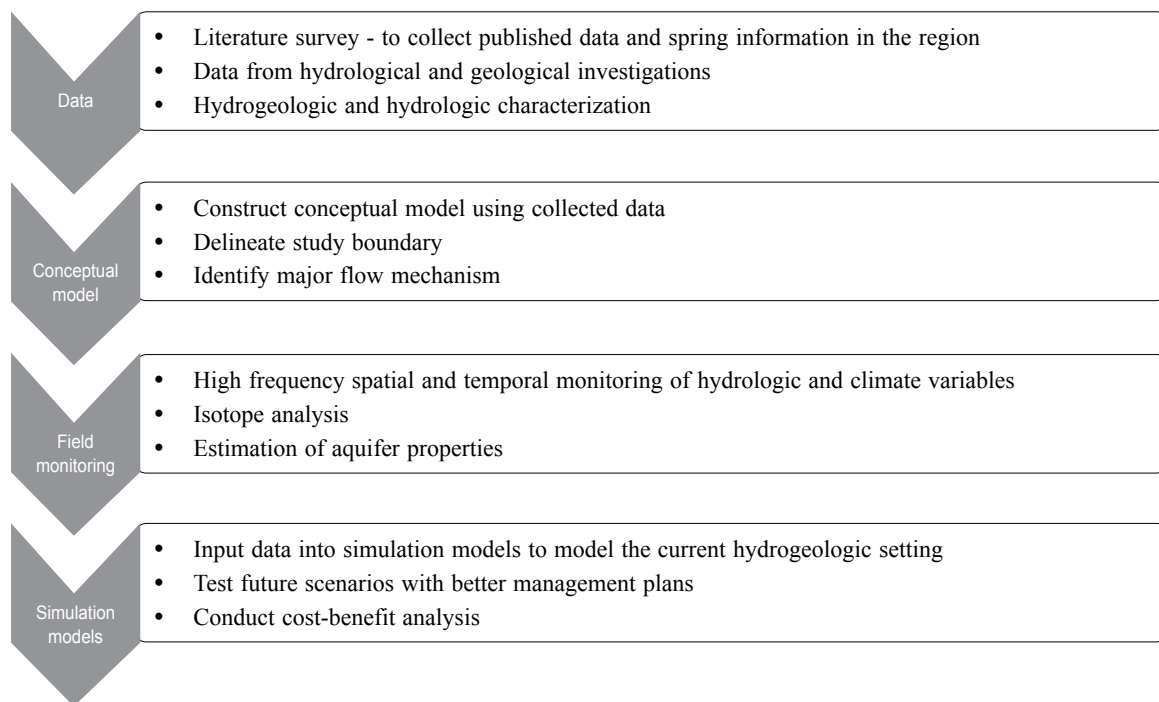 Data
• Literature survey - to collect published data and spring information in the region
• Data from hydrological and geological investigations
• Hydrogeologic and hydrologic characterization
Conceptual
model
• Construct conceptual model using collected data
• Delineate study boundary
• Identify major flow mechanism
Field
monitoring
• High frequency spatial and temporal monitoring of hydrologic and climate variables
• Isotope analysis
• Estimation of aquifer properties
Simulation
models
• Input data into simulation models to model the current hydrogeologic setting
• Test future scenarios with better management plans
• Conduct cost-benefit analysis